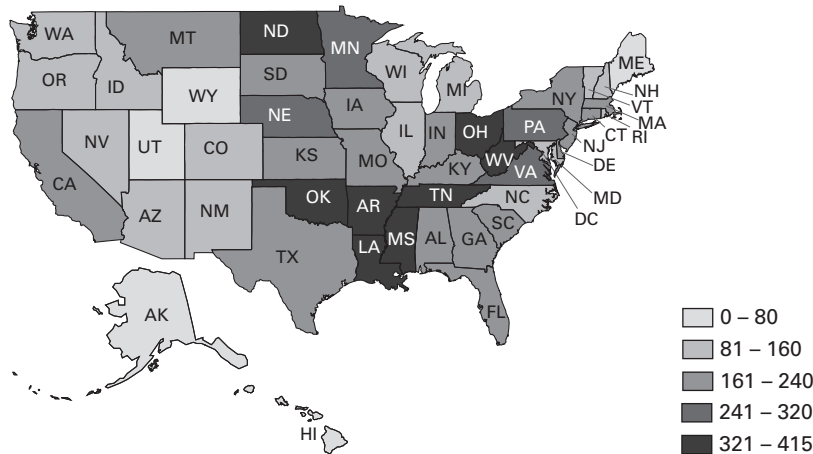 WA
MT
ND
MN
ME
OR
ID
SD
WI
MI
NY
NH
VT
MA
WY
IA
NE
PA
RI
CT
NJ
NV
UT
CO
IL
IN
OH
DE
CA
KS
MO
KY
WV
VA
MD
DC
AZ
NM
OK
AR
TN
NC
SC
TX
LA
MS
AL
GA
FL
AK
HI
0 – 80
81 – 160
161 – 240
241 – 320
321 – 415